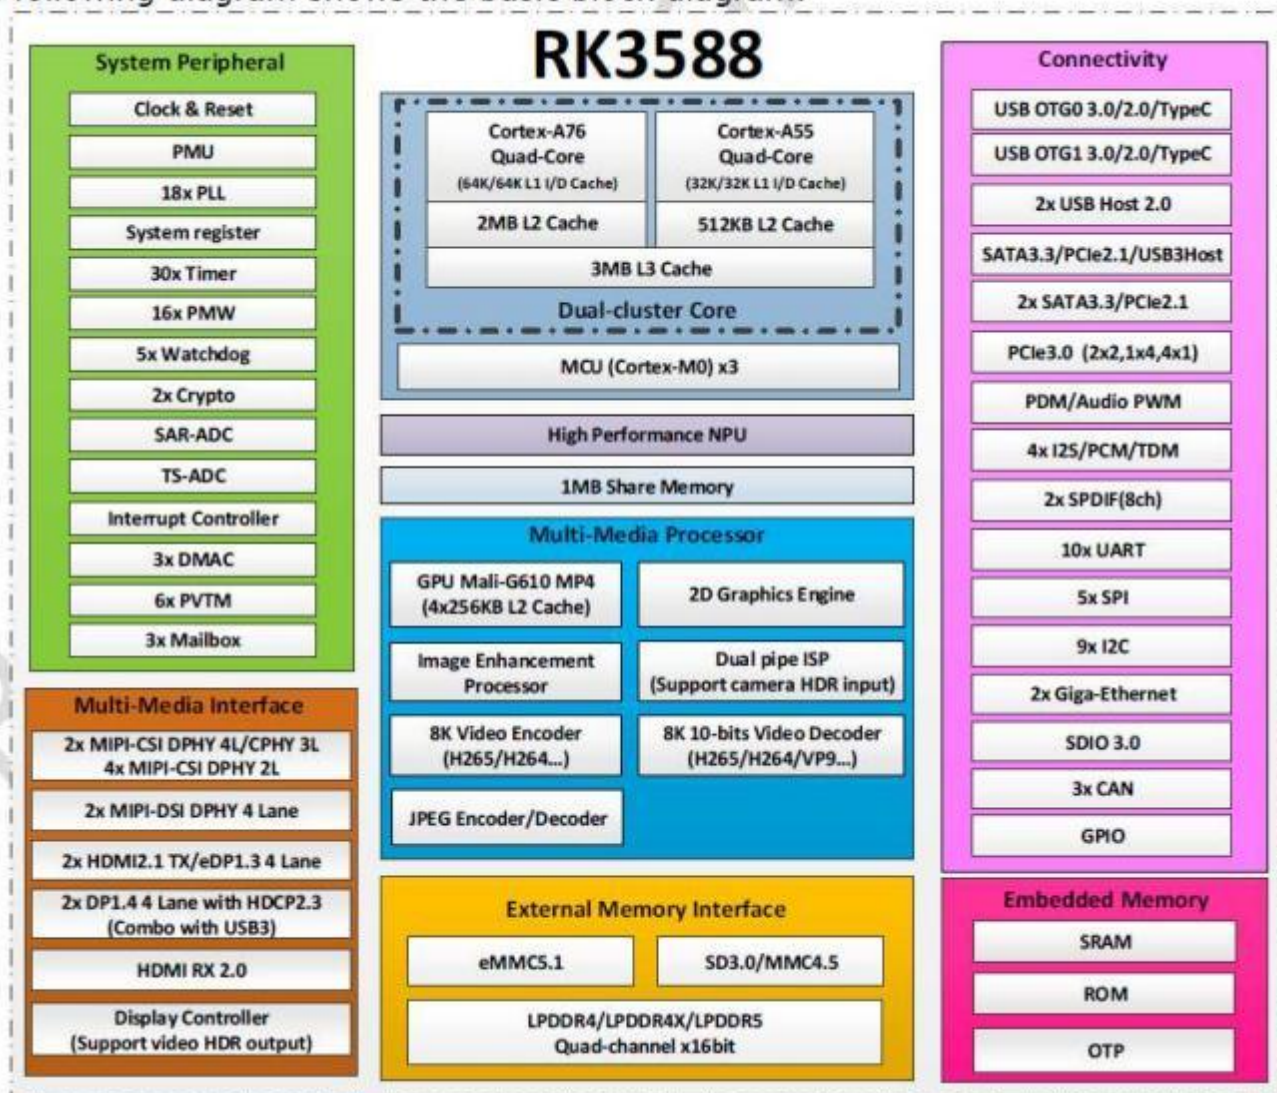 following diagram shows the basic block diagram.
RK3588
System Peripheral
Clock & Reset
PMU
18x PLL
System register
30x Timer
16x PMW
5x Watchdog
2x Crypto
SAR-ADC
TS-ADC
Interrupt Controller
3x DMAC
6x PVTM
3x Mailbox
Multi-Media Interface
2x MIPI-CSI DPHY 4L/CPHY 3L
4x MIPI-CSI DPHY 2L
2x MIPI-DSI DPHY 4 Lane
2x HDMI2.1 TX/eDP1.3 4 Lane
2x DP1.4 4 Lane with HDCP2.3
(Combo with USB3)
HDMI RX 2.0
Display Controller
(Support video HDR output)
Cortex-A76
Quad-Core
(64K/64K L1 I/D Cache)
2MB L2 Cache
Cortex-A55
Quad-Core
(32K/32K L1 I/D Cache)
512KB L2 Cache
3MB L3 Cache
Dual-cluster Core
MCU (Cortex-M0) x3
High Performance NPU
1MB Share Memory
Multi-Media Processor
GPU Mali-G610 MP4
(4x256KB L2 Cache)
2D Graphics Engine
Image Enhancement
Processor
Dual pipe ISP
(Support camera HDR input)
8K Video Encoder
(H265/H264...)
8K 10-bits Video Decoder
(H265/H264/VP9...)
JPEG Encoder/Decoder
External Memory Interface
eMMC5.1
SD3.0/MMC4.5
LPDDR4/LPDDR4X/LPDDR5
Quad-channel x16bit
Connectivity
USB OTG0 3.0/2.0/TypeC
USB OTG1 3.0/2.0/TypeC
2x USB Host 2.0
SATA3.3/PCIe2.1/USB3Host
2x SATA3.3/PCIe2.1
PCIe3.0 (2x2,1x4,4x1)
PDM/Audio PWM
4x I2S/PCM/TDM
2x SPDIF(8ch)
10x UART
5x SPI
9x I2C
2x Giga-Ethernet
SDIO 3.0
3x CAN
GPIO
Embedded Memory
SRAM
ROM
OTP